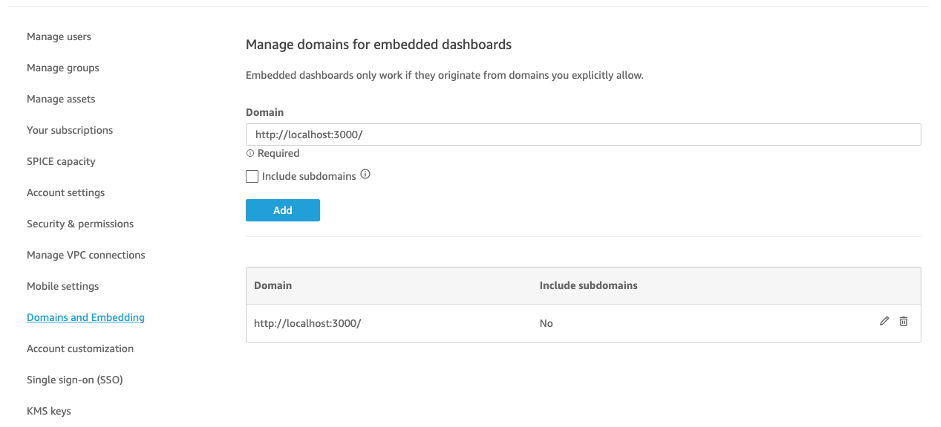 Manage users
Manage groups
Manage assets
Your subscriptions
SPICE capacity
Account settings
Security & permissions
Manage VPC connections
Mobile settings
Domains and Embedding
Account customization
Single sign-on (SSO)
KMS keys
Manage domains for embedded dashboards
Embedded dashboards only work if they originate from domains you explicitly allow.
Domain
http://localhost:3000/
Required
Include subdomains
Add
Domain Include subdomains
http://localhost:3000/ No